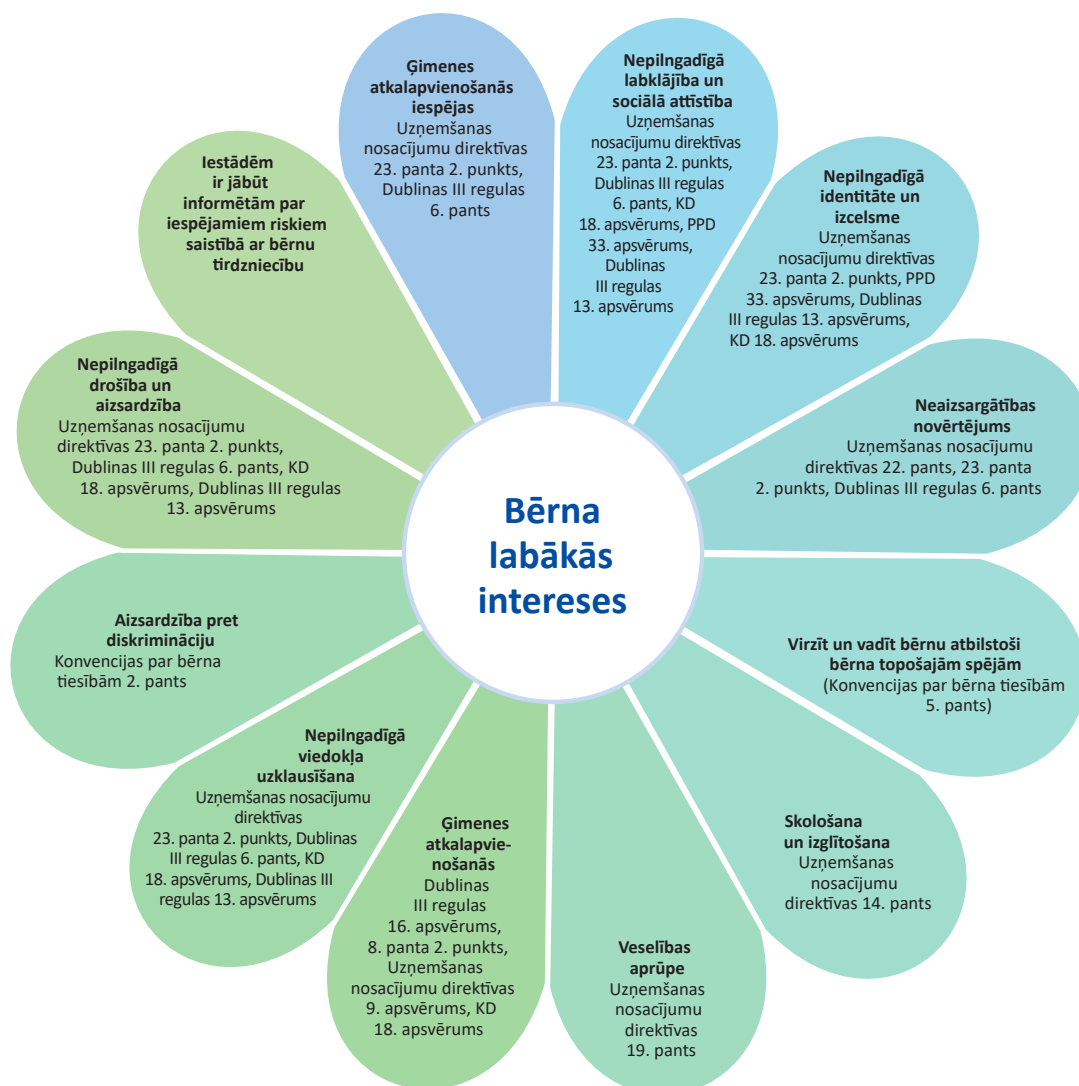 Ģimenes
atkalapvienošanās
iespējas
Uzņemšanas
nosacījumu direktīvas
23. panta 2. punkts,
Dublinas III regulas
6. pants
Nepilngadīgā
labklājība un
sociālā attīstība
Uzņemšanas
nosacījumu direktīvas
23. panta 2. punkts,
Dublinas III regulas
6. pants, KD
18. apsvērums, PPD
33. apsvērums,
Dublinas
III regulas
13. apsvērums
Nepilngadīgā
identitāte un
izcelsme
Uzņemšanas
nosacījumu direktīvas
23. panta 2. punkts, PPD
33. apsvērums, Dublinas
III regulas 13. apsvērums,
KD 18. apsvērums
Neaizsargātības
novērtējums
Uzņemšanas nosacījumu
direktīvas 22. pants, 23. panta
2. punkts, Dublinas III regulas 6. pants
Virzīt un vadīt bērnu atbilstoši
bērna topošajām spējām
(Konvencijas par bērna tiesībām
5. pants)
Skološana
un izglītošana
Uzņemšanas
nosacījumu
direktīvas 14. pants
Veselības
aprūpe
Uzņemšanas
nosacījumu
direktīvas
19. pants
Ģimenes
atkalapvie-
nošanās
Dublinas
III regulas
16. apsvērums,
8. panta 2. punkts,
Uzņemšanas
nosacījumu direktīvas
9. apsvērums, KD
18. apsvērums
Nepilngadīgā
viedokļa
uzklausīšana
Uzņemšanas nosacījumu
direktīvas
23. panta 2. punkts, Dublinas
III regulas 6. pants, KD
18. apsvērums, Dublinas III
regulas 13. apsvērums
Aizsardzība pret
diskrimināciju
Konvencijas par bērna
tiesībām 2. pants
Nepilngadīgā
drošība un
aizsardzība
Uzņemšanas nosacījumu
direktīvas 23. panta 2. punkts,
Dublinas III regulas 6. pants, KD
18. apsvērums, Dublinas III regulas
13. apsvērums
Iestādēm
ir jābūt
informētām par
iespējamiem riskiem
saistībā ar bērnu
tirdzniecību
Bērna
labākās
intereses